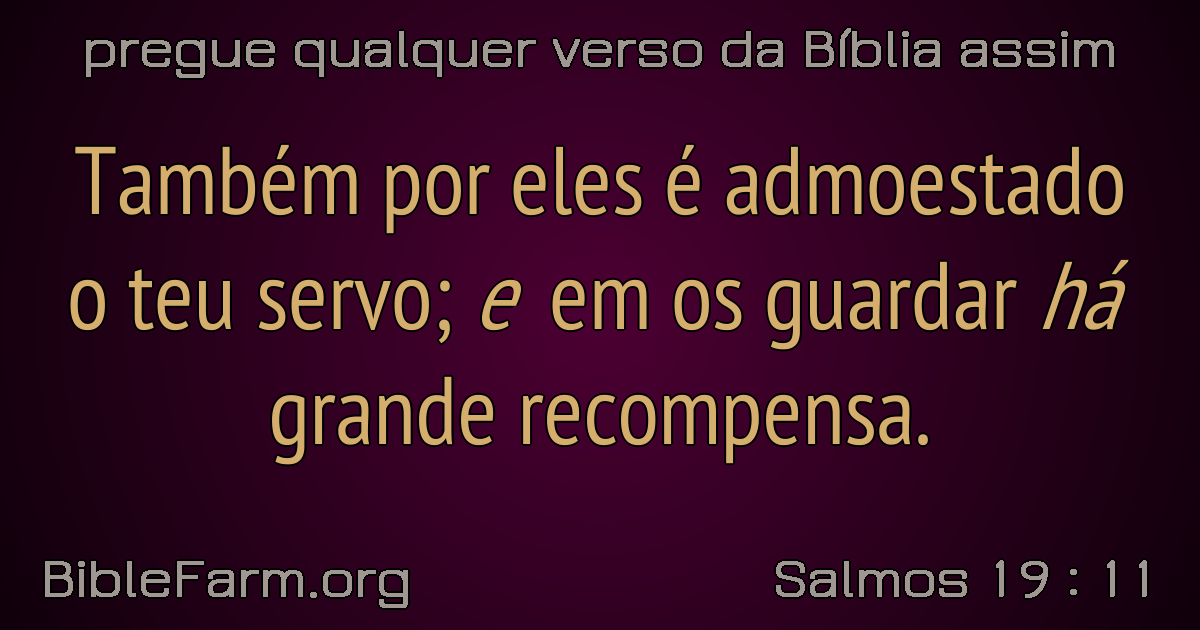 pregue qualquer verso da Bíblia assim
Também por eles é admoestado
o teu servo; e em os guardar há
grande recompensa.
BibleFarm.org
Salmos 19 : 11